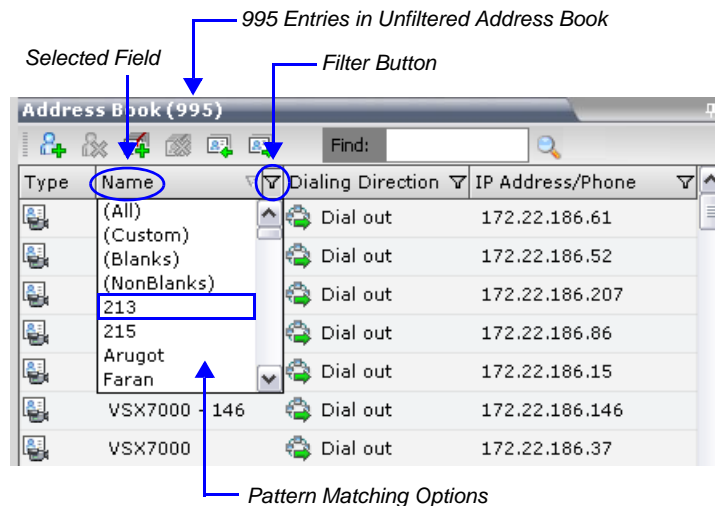 995 Entries in Unfiltered Address Book
Selected Field
Filter Button
Address Book (995)
Find:
Type Name Dialing Direction IP Address/Phone
(All)
(Custom)
(Blanks)
(NonBlanks)
213
215
Arugot
Faran
Dial out 172.22.186.61
Dial out 172.22.186.52
Dial out 172.22.186.207
Dial out 172.22.186.86
Dial out 172.22.186.15
VSX7000 - 146 Dial out 172.22.186.146
VSX7000 Dial out 172.22.186.37
Pattern Matching Options